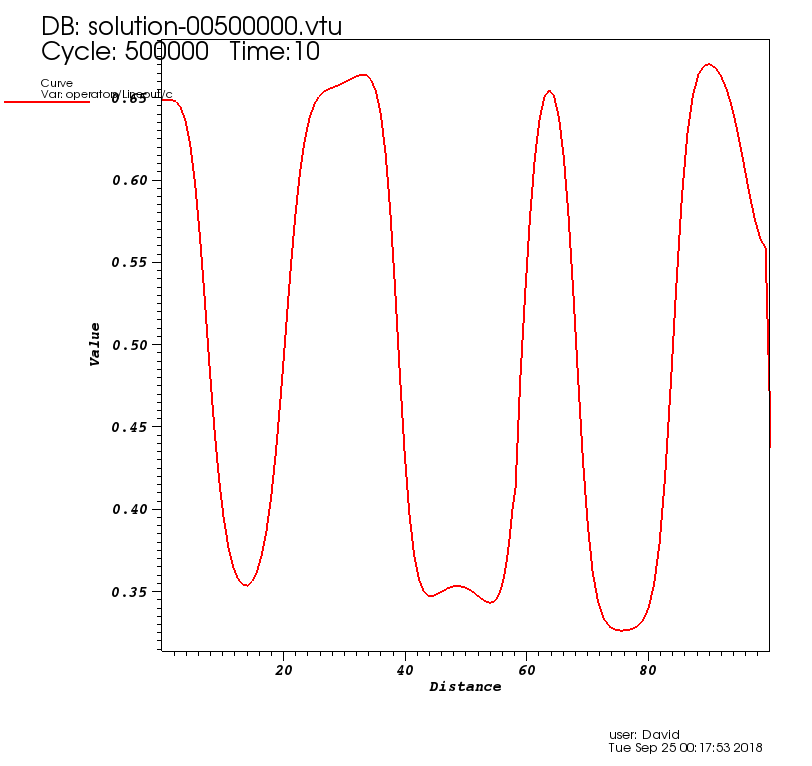 DB: solution-00500000.vtu
Cycle: 500000 Time:10
Curve
Var: operators/Lineout/c
0.65
0.60
0.55
0.50
0.45
0.40
0.35
Value
20 40 60 80
Distance
user: David
Tue Sep 25 00:17:53 2018